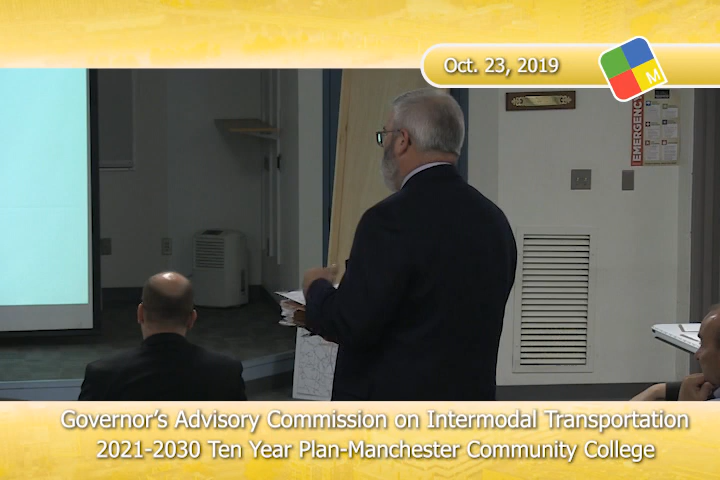 Oct. 23, 2019
M
EMERGENCY
Governor's Advisory Commission on Intermodal Transportation
2021-2030 Ten Year Plan-Manchester Community College